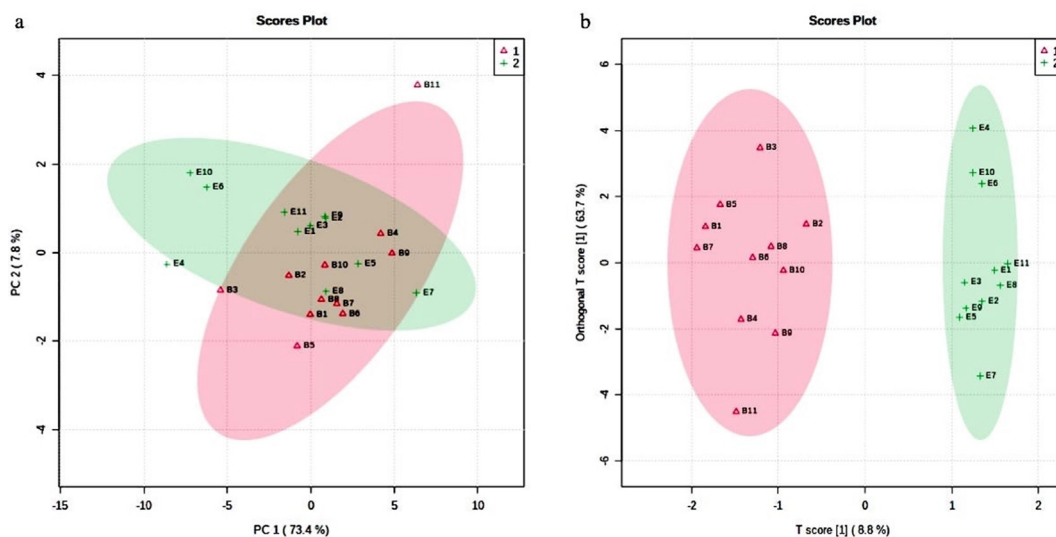 a
Scores Plot
1
2
B11
E10
E6
E11
E9
E2
E3
E1
B4
B9
E4
B10
E5
B2
B3
E8
E7
B8
B7
B1
B6
B5
4
2
0
-2
-4
PC 2 ( 7.8 %)
-15
-10
-5
0
5
10
PC 1 ( 73.4 %)
b
Scores Plot
1
2
E4
B3
E10
E6
B5
B1
B2
B7
B8
B6
B10
E11
E1
E3
E8
E2
E9
E5
B4
B9
E7
B11
6
4
2
0
-2
-4
-6
Orthogonal T score [1] ( 63.7 %)
-2
-1
0
1
2
T score [1] ( 8.8 %)